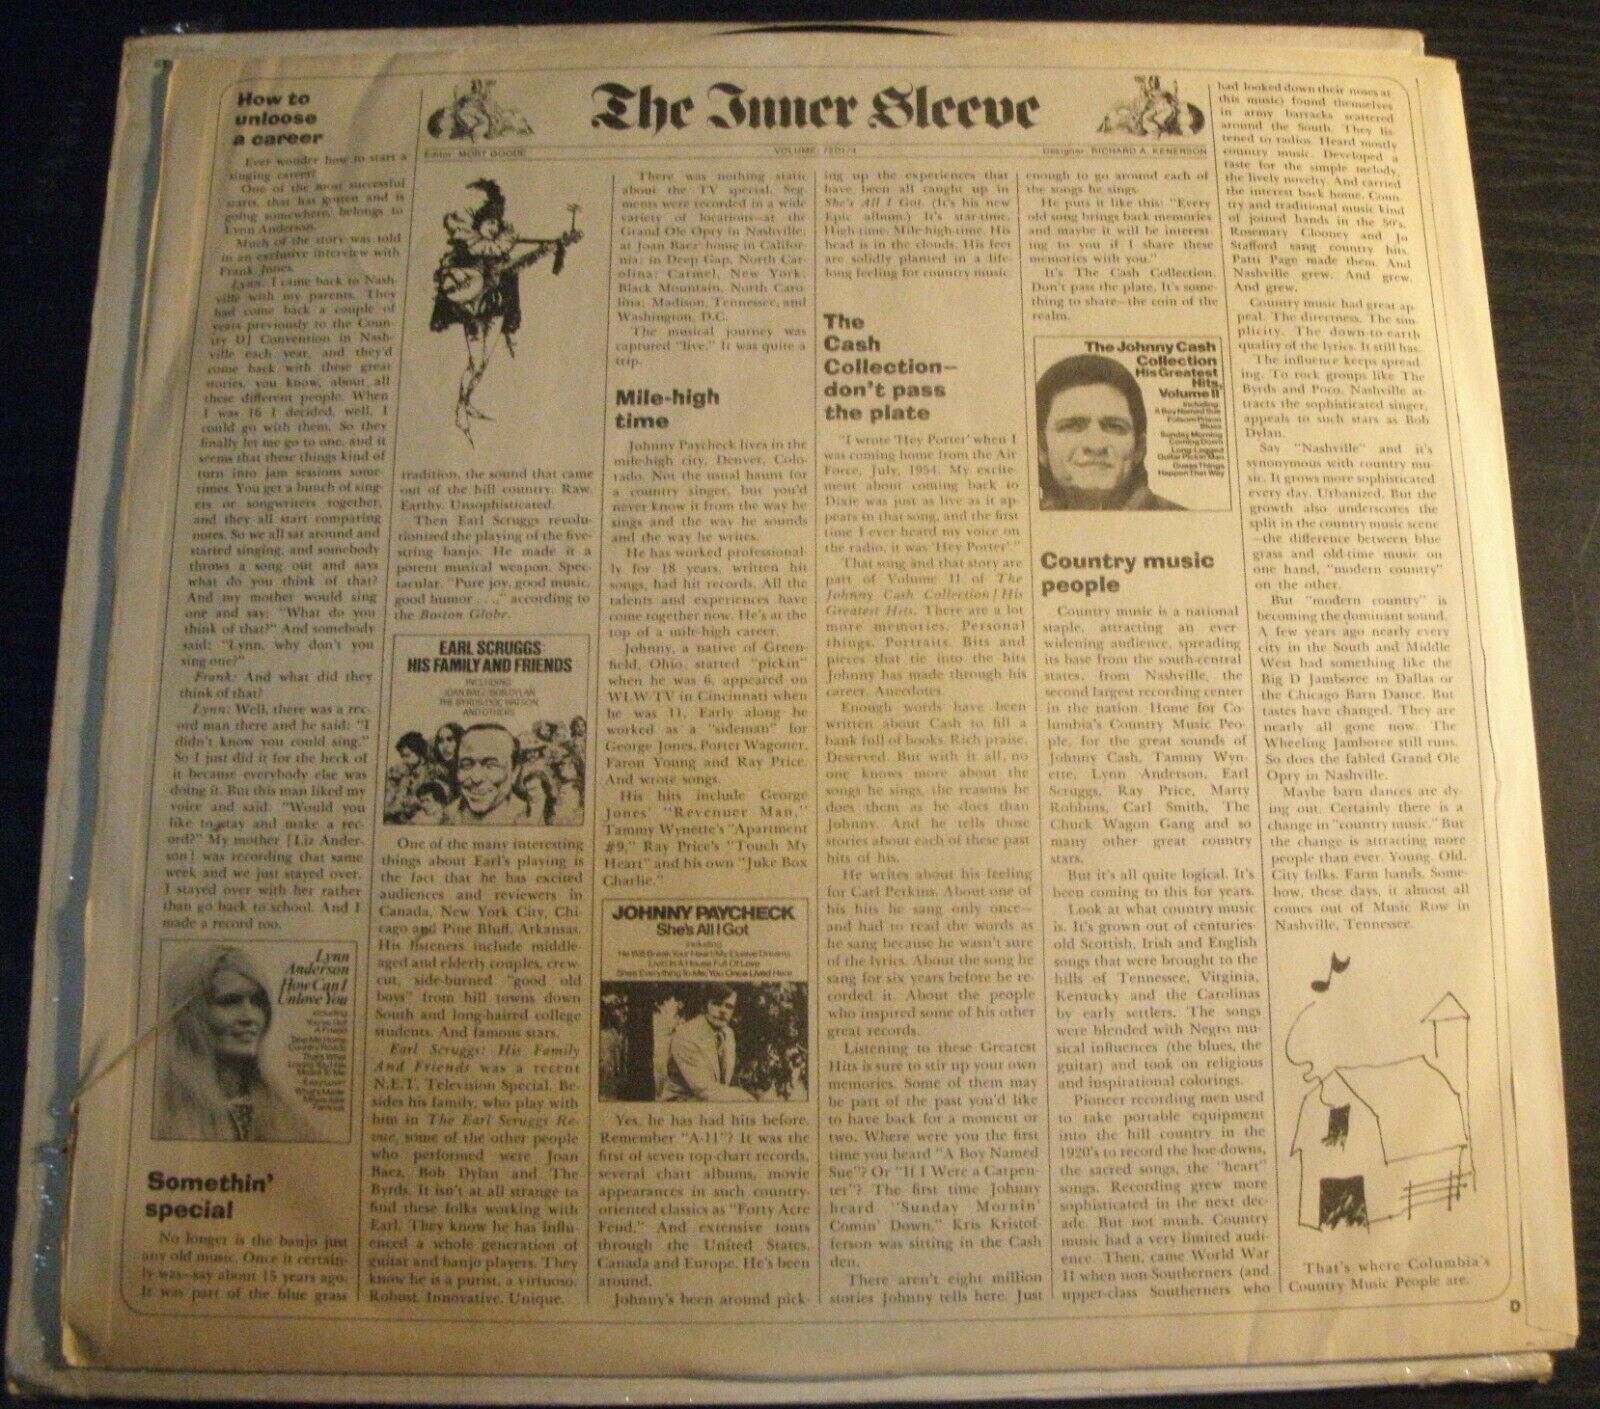 The Inner Sleeve
Editor: MORT GOODE
VOLUME: 72D174
Designer: RICHARD A. KENERSON
How to
unloose
a career
Ever wonder how to start a
singing career?
One of the most successful
starts, that has gotten and is
going somewhere, belongs to
Lynn Anderson.
Much of the story was told
in an exclusive interview with
Frank Jones.
Lynn: I came back to Nash-
ville with my parents. They
had come back a couple of
years previously to the Coun-
try DJ Convention in Nash-
ville each year, and they'd
come back with these great
stories, you know, about all
these different people. When
I was 16 I decided, well, I
could go with them. So they
finally let me go to one, and it
seems that these things kind of
turn into jam sessions some-
times. You get a bunch of sing-
ers or songwriters together,
and they all start comparing
notes. So we all sat around and
started singing, and somebody
throws a song out and says
what do you think of that?
And my mother would sing
one and say: "What do you
think of that?" And somebody
said: "Lynn, why don't you
sing one?"
Frank: And what did they
think of that?
Lynn: Well, there was a rec-
ord man there and he said: "I
didn't know you could sing."
So I just did it for the heck of
it because everybody else was
doing it. But this man liked my
voice and said: "Would you
like to stay and make a rec-
ord?" My mother [Liz Ander-
son] was recording that same
week and we just stayed over.
I stayed over with her rather
than go back to school. And I
made a record too.
Lynn
Anderson
How Can I
Unlove You
including
You've Got
A Friend
Take Me Home,
Country Roads
That's What
Loving You Has
Meant To Me
Easy Lovin'
Somethin'
special
No longer is the banjo just
any old music. Once it certain-
ly was—say about 15 years ago.
It was part of the blue grass
tradition, the sound that came
out of the hill country. Raw.
Earthy. Unsophisticated.
Then Earl Scruggs revolu-
tionized the playing of the five-
string banjo. He made it a
potent musical weapon. Spec-
tacular. "Pure joy, good music,
good humor . . .," according to
the Boston Globe.
EARL SCRUGGS
HIS FAMILY AND FRIENDS
INCLUDING
JOAN BAEZ/BOB DYLAN
THE BYRDS/DOC WATSON
AND OTHERS
One of the many interesting
things about Earl's playing is
the fact that he has excited
audiences and reviewers in
Canada, New York City, Chi-
cago and Pine Bluff, Arkansas.
His listeners include middle-
aged and elderly couples, crew-
cut, side-burned "good old
boys" from hill towns down
South and long-haired college
students. And famous stars.
Earl Scruggs: His Family
And Friends was a recent
N.E.T. Television Special. Be-
sides his family, who play with
him in The Earl Scruggs Re-
vue, some of the other people
who performed were Joan
Baez, Bob Dylan and The
Byrds. It isn't at all strange to
find these folks working with
Earl. They know he has influ-
enced a whole generation of
guitar and banjo players. They
know he is a purist, a virtuoso.
Robust. Innovative. Unique.
There was nothing static
about the TV special. Seg-
ments were recorded in a wide
variety of locations—at the
Grand Ole Opry in Nashville;
at Joan Baez' home in Califor-
nia; in Deep Gap, North Car-
olina; Carmel, New York;
Black Mountain, North Caro-
lina; Madison, Tennessee, and
Washington, D.C.
The musical journey was
captured "live." It was quite a
trip.
Mile-high
time
Johnny Paycheck lives in the
mile-high city, Denver, Colo-
rado. Not the usual haunt for
a country singer, but you'd
never know it from the way he
sings and the way he sounds
and the way he writes.
He has worked professional-
ly for 18 years, written hit
songs, had hit records. All the
talents and experiences have
come together now. He's at the
top of a mile-high career.
Johnny, a native of Green-
field, Ohio, started "pickin"
when he was 6, appeared on
WLW-TV in Cincinnati when
he was 11. Early along he
worked as a "sideman" for
George Jones, Porter Wagoner,
Faron Young and Ray Price.
And wrote songs.
His hits include George
Jones' "Revenuer Man,"
Tammy Wynette's "Apartment
#9," Ray Price's "Touch My
Heart" and his own "Juke Box
Charlie."
JOHNNY PAYCHECK
She's All I Got
including
He Will Break Your Heart/My Elusive Dreams
Livin' In A House Full Of Love
She's Everything To Me/You Once Lived Here
Yes, he has had hits before.
Remember "A-11"? It was the
first of seven top-chart records,
several chart albums, movie
appearances in such country-
oriented classics as "Forty Acre
Feud." And extensive tours
through the United States,
Canada and Europe. He's been
around.
Johnny's been around pick-
ing up the experiences that
have been all caught up in
She's All I Got. (It's his new
Epic album.) It's star-time.
High time. Mile-high-time. His
head is in the clouds. His feet
are solidly planted in a life-
long feeling for country music.
The
Cash
Collection—
don't pass
the plate
"I wrote 'Hey Porter' when I
was coming home from the Air
Force, July, 1954. My excite-
ment about coming back to
Dixie was just as live as it ap-
pears in that song, and the first
time I ever heard my voice on
the radio, it was 'Hey Porter'."
That song and that story are
part of Volume II of The
Johnny Cash Collection/His
Greatest Hits. There are a lot
more memories. Personal
things. Portraits. Bits and
pieces that tie into the hits
Johnny has made through his
career. Anecdotes.
Enough words have been
written about Cash to fill a
bank full of books. Rich praise.
Deserved. But with it all, no
one knows more about the
songs he sings, the reasons he
does them as he does than
Johnny. And he tells those
stories about each of these past
hits of his.
He writes about his feeling
for Carl Perkins. About one of
his hits he sang only once—
and had to read the words as
he sang because he wasn't sure
of the lyrics. About the song he
sang for six years before he re-
corded it. About the people
who inspired some of his other
great records.
Listening to these Greatest
Hits is sure to stir up your own
memories. Some of them may
be part of the past you'd like
to have back for a moment or
two. Where were you the first
time you heard "A Boy Named
Sue"? Or "If I Were a Carpen-
ter"? The first time Johnny
heard "Sunday Mornin'
Comin' Down," Kris Kristof-
ferson was sitting in the Cash
den.
There aren't eight million
stories Johnny tells here. Just
enough to go around each of
the songs he sings.
He puts it like this: "Every
old song brings back memories
and maybe it will be interest-
ing to you if I share these
memories with you."
It's The Cash Collection.
Don't pass the plate. It's some-
thing to share—the coin of the
realm.
The Johnny Cash
Collection
His Greatest
Hits,
Volume II
including:
A Boy Named Sue
Folsom Prison
Blues
Sunday Morning
Coming Down
Long-Legged
Guitar Pickin' Man
Guess Things
Happen That Way
Country music
people
Country music is a national
staple, attracting an ever-
widening audience, spreading
its base from the south-central
states, from Nashville, the
second largest recording center
in the nation. Home for Co-
lumbia's Country Music Peo-
ple, for the great sounds of
Johnny Cash, Tammy Wyn-
ette, Lynn Anderson, Earl
Scruggs, Ray Price, Marty
Robbins, Carl Smith, The
Chuck Wagon Gang and so
many other great country
stars.
But it's all quite logical. It's
been coming to this for years.
Look at what country music
is. It's grown out of centuries-
old Scottish, Irish and English
songs that were brought to the
hills of Tennessee, Virginia,
Kentucky and the Carolinas
by early settlers. The songs
were blended with Negro mu-
sical influences (the blues, the
guitar) and took on religious
and inspirational colorings.
Pioneer recording men used
to take portable equipment
into the hill country in the
1920's to record the hoe-downs,
the sacred songs, the "heart"
songs. Recording grew more
sophisticated in the next dec-
ade. But not much. Country
music had a very limited audi-
ence. Then, came World War
II when non-Southerners (and
upper-class Southerners who
had looked down their noses at
this music) found themselves
in army barracks scattered
around the South. They lis-
tened to radios. Heard mostly
country music. Developed a
taste for the simple melody,
the lively novelty. And carried
the interest back home. Coun-
try and traditional music kind
of joined hands in the 50's.
Rosemary Clooney and Jo
Stafford sang country hits.
Patti Page made them. And
Nashville grew. And grew.
And grew.
Country music had great ap-
peal. The directness. The sim-
plicity. The down-to-earth
quality of the lyrics. It still has.
The influence keeps spread-
ing. To rock groups like The
Byrds and Poco. Nashville at-
tracts the sophisticated singer,
appeals to such stars as Bob
Dylan.
Say "Nashville" and it's
synonymous with country mu-
sic. It grows more sophisticated
every day. Urbanized. But the
growth also underscores the
split in the country music scene
—the difference between blue
grass and old-time music on
one hand, "modern country"
on the other.
But "modern country" is
becoming the dominant sound.
A few years ago nearly every
city in the South and Middle
West had something like the
Big D Jamboree in Dallas or
the Chicago Barn Dance. But
tastes have changed. They are
nearly all gone now. The
Wheeling Jamboree still runs.
So does the fabled Grand Ole
Opry in Nashville.
Maybe barn dances are dy-
ing out. Certainly there is a
change in "country music." But
the change is attracting more
people than ever. Young. Old.
City folks. Farm hands. Some-
how, these days, it almost all
comes out of Music Row in
Nashville, Tennessee.
That's where Columbia's
Country Music People are.
D